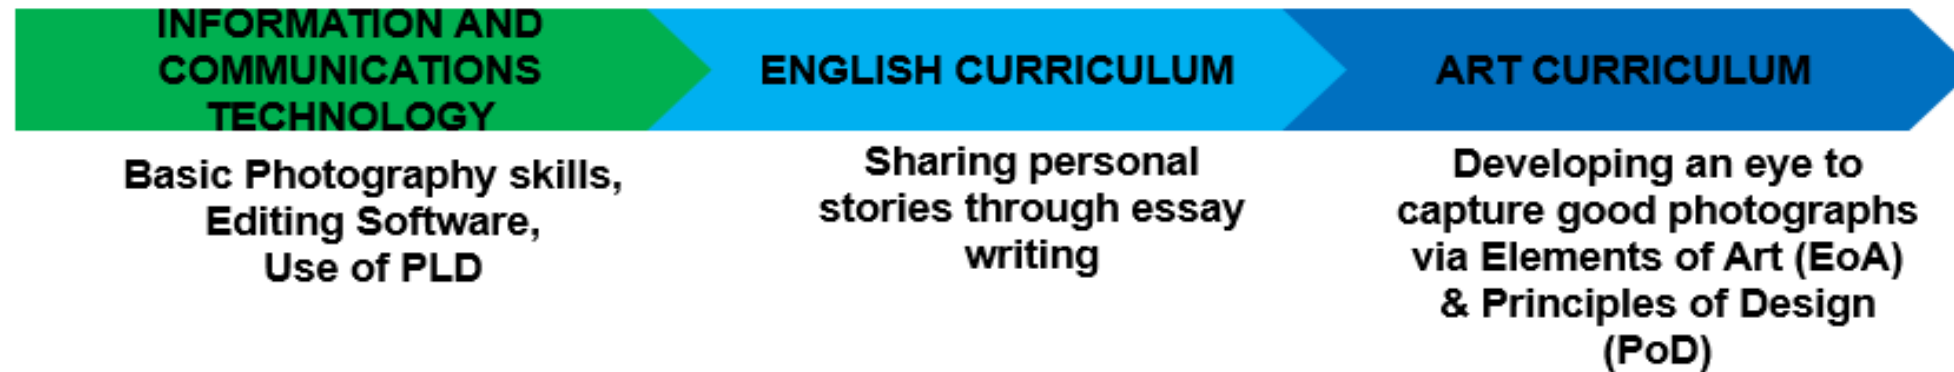 INFORMATION AND
COMMUNICATIONS
TECHNOLOGY
Basic Photography skills,
Editing Software,
Use of PLD
ENGLISH CURRICULUM
Sharing personal
stories through essay
writing
ART CURRICULUM
Developing an eye to
capture good photographs
via Elements of Art (EoA)
& Principles of Design
(PoD)